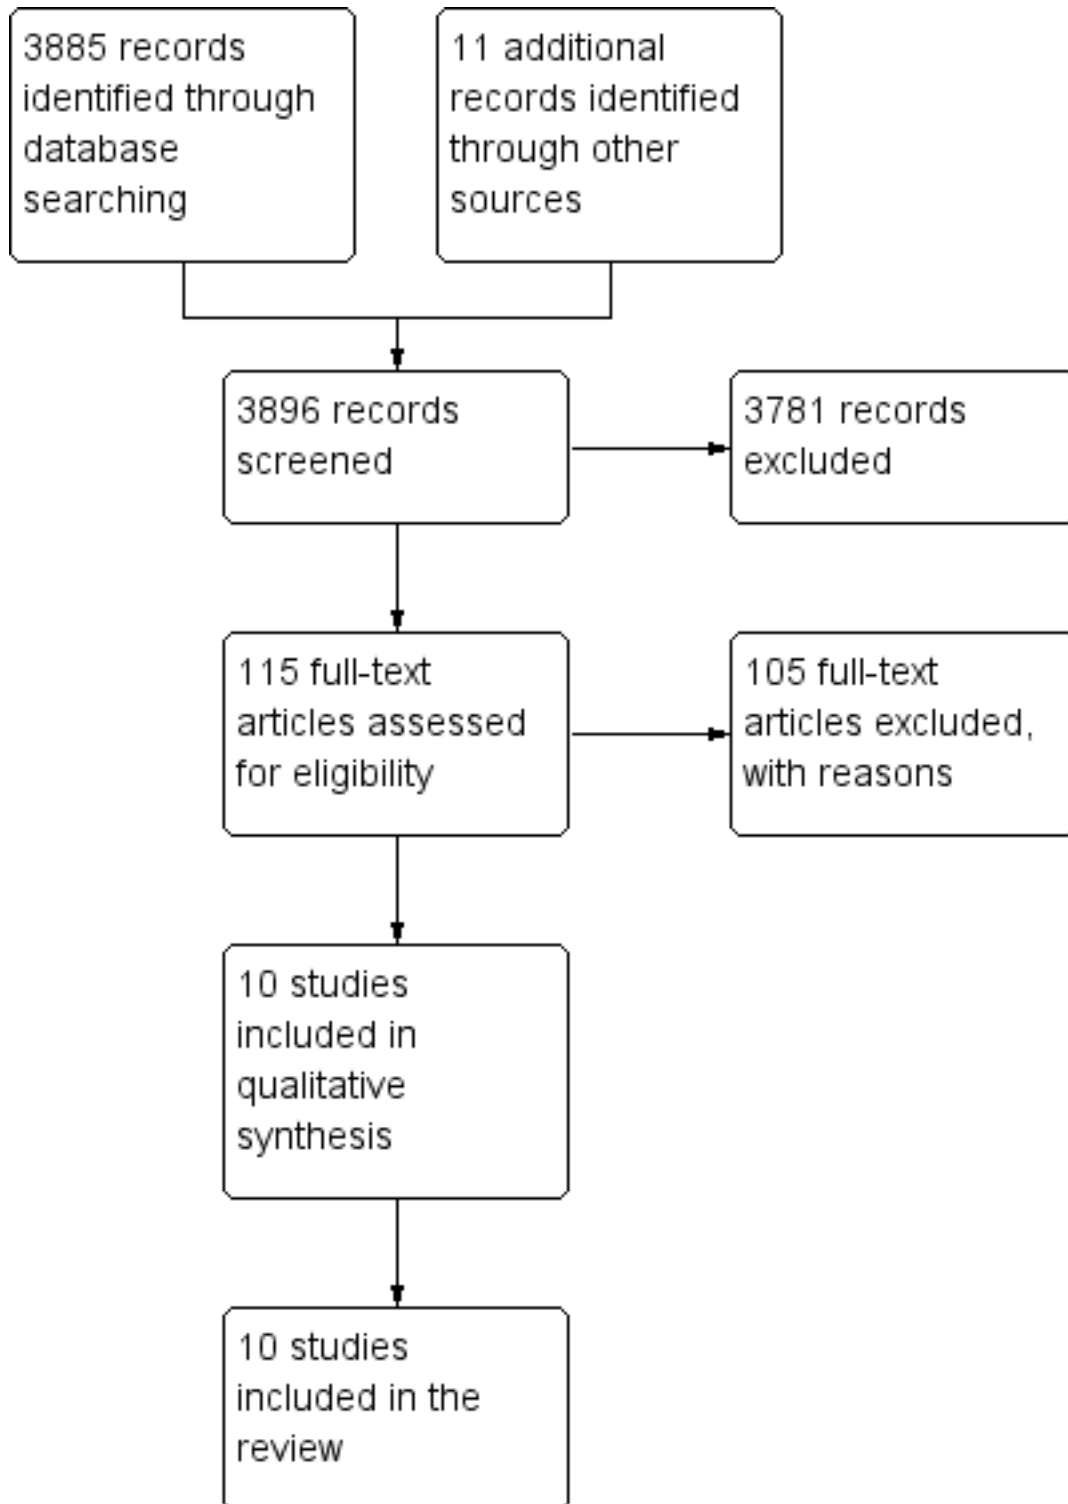 3885 records
identified through
database
searching
11 additional
records identified
through other
sources
3896 records
screened
3781 records
excluded
115 full-text
articles assessed
for eligibility
105 full-text
articles excluded,
with reasons
10 studies
included in
qualitative
synthesis
10 studies
included in the
review